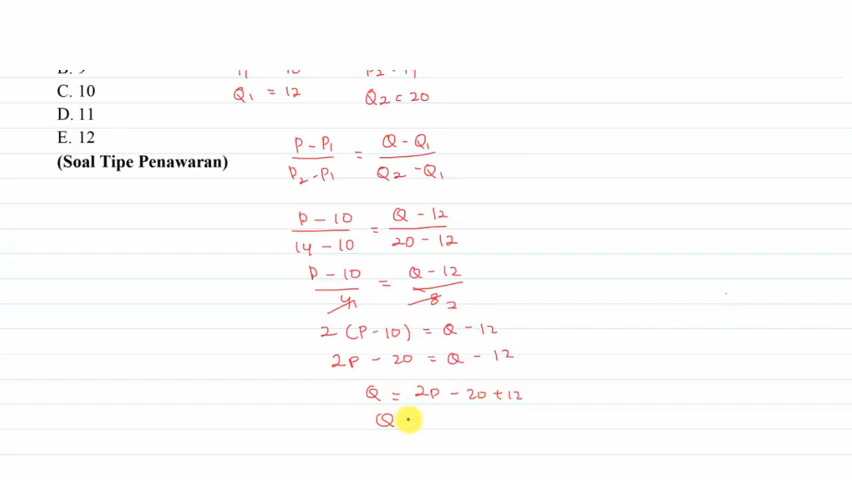 C. 10
Q1 = 12 Q2 = 20
D. 11
E. 12
(Soal Tipe Penawaran)
P - P1 / P2 - P1 = Q - Q1 / Q2 - Q1
P - 10 / 14 - 10 = Q - 12 / 20 - 12
P - 10 / 4 = Q - 12 / 8 2
2 (P - 10) = Q - 12
2P - 20 = Q - 12
Q = 2P - 20 + 12
Q